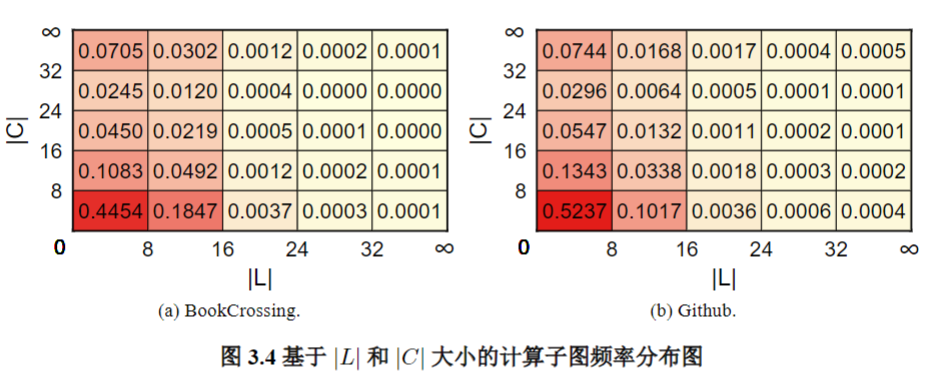 ∞ 0.0705 0.0302 0.0012 0.0002 0.0001
32 0.0245 0.0120 0.0004 0.0000 0.0000
24 0.0450 0.0219 0.0005 0.0001 0.0000
16 0.1083 0.0492 0.0012 0.0002 0.0001
8 0.4454 0.1847 0.0037 0.0003 0.0001
|C|
0 8 16 24 32 ∞
|L|
(a) BookCrossing.
∞ 0.0744 0.0168 0.0017 0.0004 0.0005
32 0.0296 0.0064 0.0005 0.0001 0.0001
24 0.0547 0.0132 0.0011 0.0002 0.0001
16 0.1343 0.0338 0.0018 0.0003 0.0002
8 0.5237 0.1017 0.0036 0.0006 0.0004
|C|
0 8 16 24 32 ∞
|L|
(b) Github.
图 3.4 基于 |L| 和 |C| 大小的计算子图频率分布图